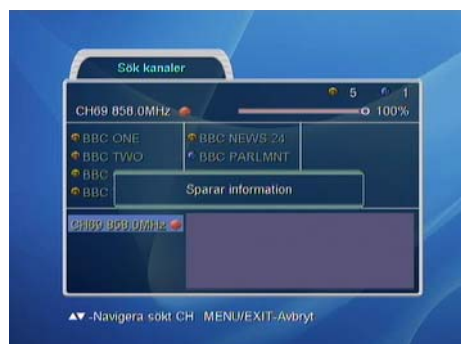 Sök kanaler
5 1
CH69 858.0MHz 100%
BBC ONE BBC NEWS 24
BBC TWO BBC PARLMNT
BBC
BBC
Sparar information
CH69 858.0MHz
▲▼-Navigera sökt CH MENU/EXIT-Avbryt